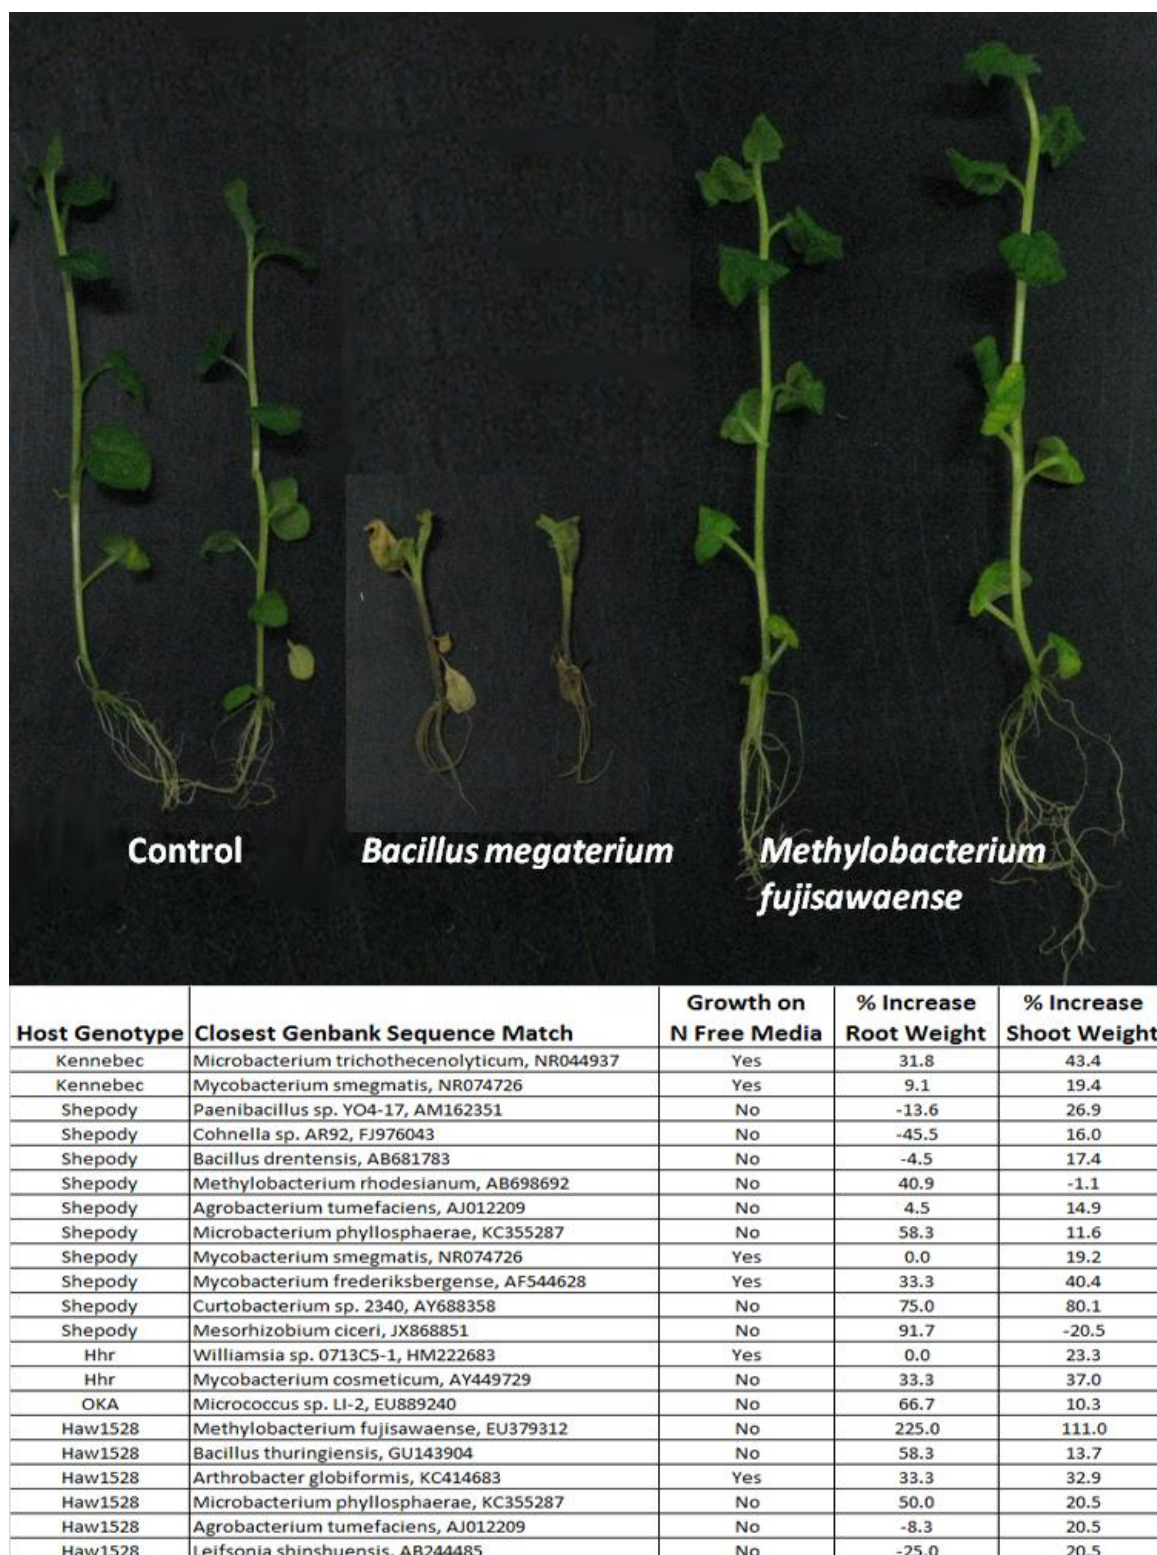 Control
Bacillus megaterium
Methylobacterium
fujisawaense
Host Genotype Closest Genbank Sequence Match Growth on N Free Media % Increase Root Weight % Increase Shoot Weight
Kennebec Microbacterium trichothecenolyticum, NR044937 Yes 31.8 43.4
Kennebec Mycobacterium smegmatis, NR074726 Yes 9.1 19.4
Shepody Paenibacillus sp. YO4-17, AM162351 No -13.6 26.9
Shepody Cohnella sp. AR92, FJ976043 No -45.5 16.0
Shepody Bacillus drentensis, AB681783 No -4.5 17.4
Shepody Methylobacterium rhodesianum, AB698692 No 40.9 -1.1
Shepody Agrobacterium tumefaciens, AJ012209 No 4.5 14.9
Shepody Microbacterium phyllosphaerae, KC355287 No 58.3 11.6
Shepody Mycobacterium smegmatis, NR074726 Yes 0.0 19.2
Shepody Mycobacterium frederiksbergense, AF544628 Yes 33.3 40.4
Shepody Curtobacterium sp. 2340, AY688358 No 75.0 80.1
Shepody Mesorhizobium ciceri, JX868851 No 91.7 -20.5
Hhr Williamsia sp. 0713C5-1, HM222683 Yes 0.0 23.3
Hhr Mycobacterium cosmeticum, AY449729 No 33.3 37.0
OKA Micrococcus sp. LI-2, EU889240 No 66.7 10.3
Haw1528 Methylobacterium fujisawaense, EU379312 No 225.0 111.0
Haw1528 Bacillus thuringiensis, GU143904 No 58.3 13.7
Haw1528 Arthrobacter globiformis, KC414683 Yes 33.3 32.9
Haw1528 Microbacterium phyllosphaerae, KC355287 No 50.0 20.5
Haw1528 Agrobacterium tumefaciens, AJ012209 No -8.3 20.5
Haw1528 Leifsonia shinshuensis, AB244485 No -25.0 20.5